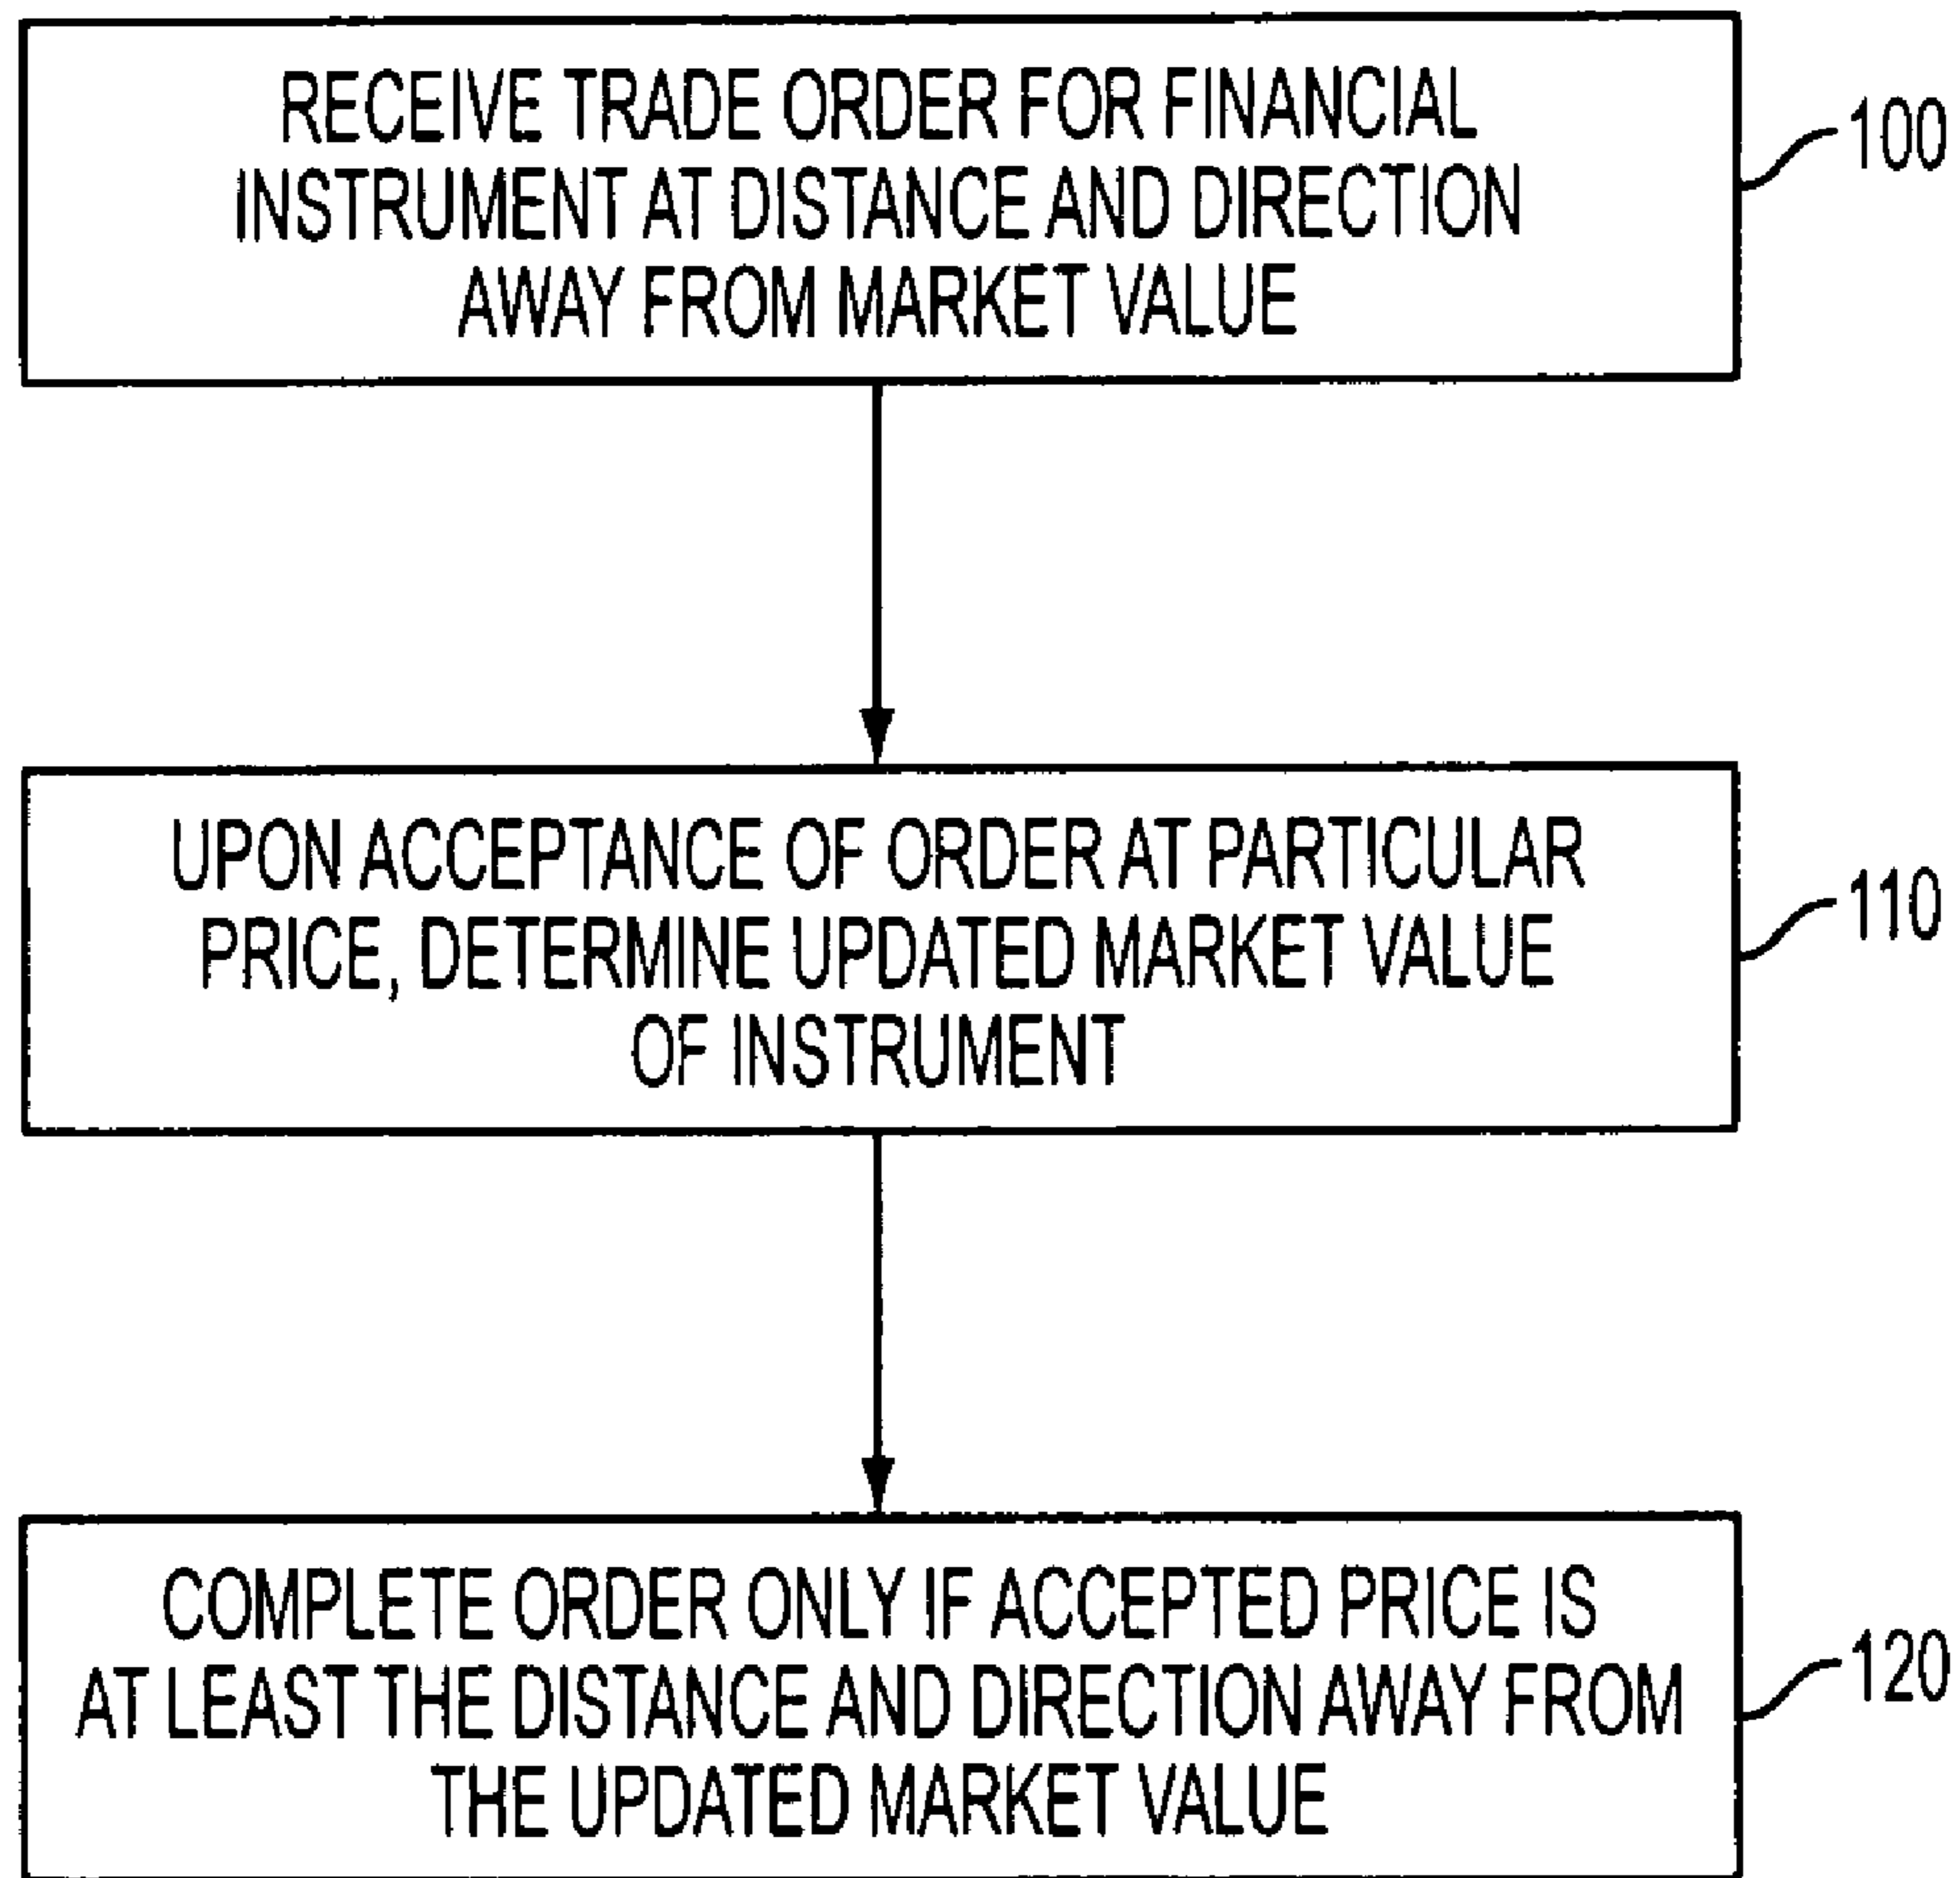 RECEIVE TRADE ORDER FOR FINANCIAL
INSTRUMENT AT DISTANCE AND DIRECTION
AWAY FROM MARKET VALUE
100
UPON ACCEPTANCE OF ORDER AT PARTICULAR
PRICE, DETERMINE UPDATED MARKET VALUE
OF INSTRUMENT
110
COMPLETE ORDER ONLY IF ACCEPTED PRICE IS
AT LEAST THE DISTANCE AND DIRECTION AWAY FROM
THE UPDATED MARKET VALUE
120